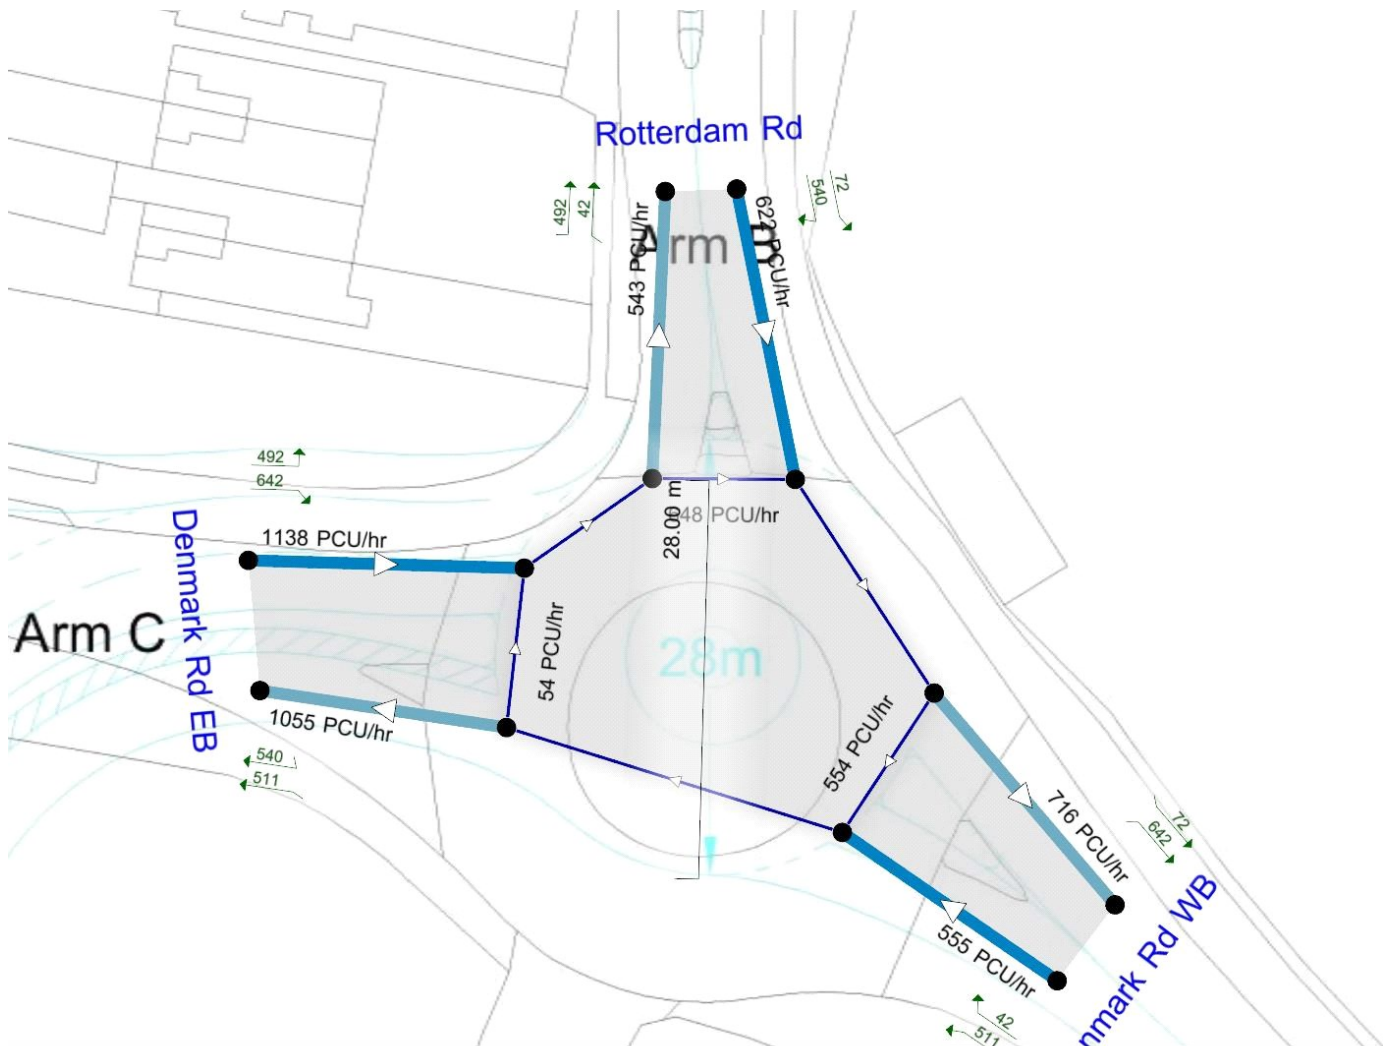 Rotterdam Rd
492
42
540
72
543 PCU/hr
Arm B
622 PCU/hr
492
642
28.00 m
48 PCU/hr
1138 PCU/hr
Denmark Rd EB
Arm C
54 PCU/hr
28m
1055 PCU/hr
540
511
554 PCU/hr
716 PCU/hr
72
642
555 PCU/hr
nmark Rd WB
42
511